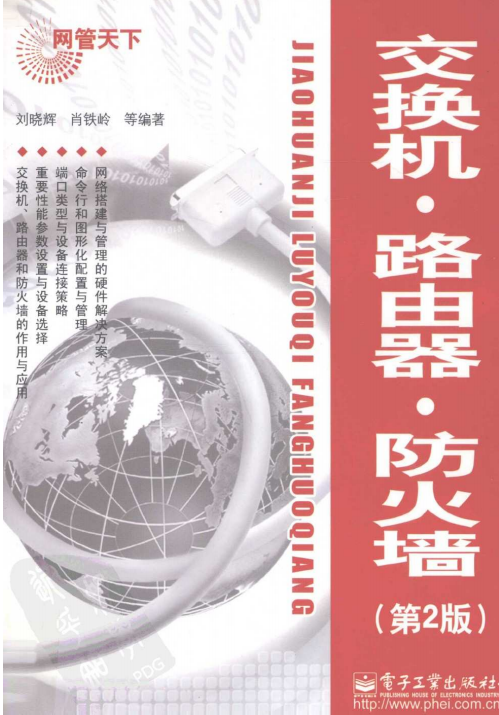 网管天下
刘晓辉 肖铁岭 等编著
网络搭建与管理的硬件解决方案
命令行和图形化配置与管理
端口类型与设备连接策略
重要性能参数设置与设备选择
交换机、路由器和防火墙的作用与应用
JIAOHUANJI LUYOUQI FANGHUOQIANG
交换机·路由器·防火墙
(第2版)
電子工業出版社
PUBLISHING HOUSE OF ELECTRONICS INDUSTRY
http://www.phei.com.cn
PDG